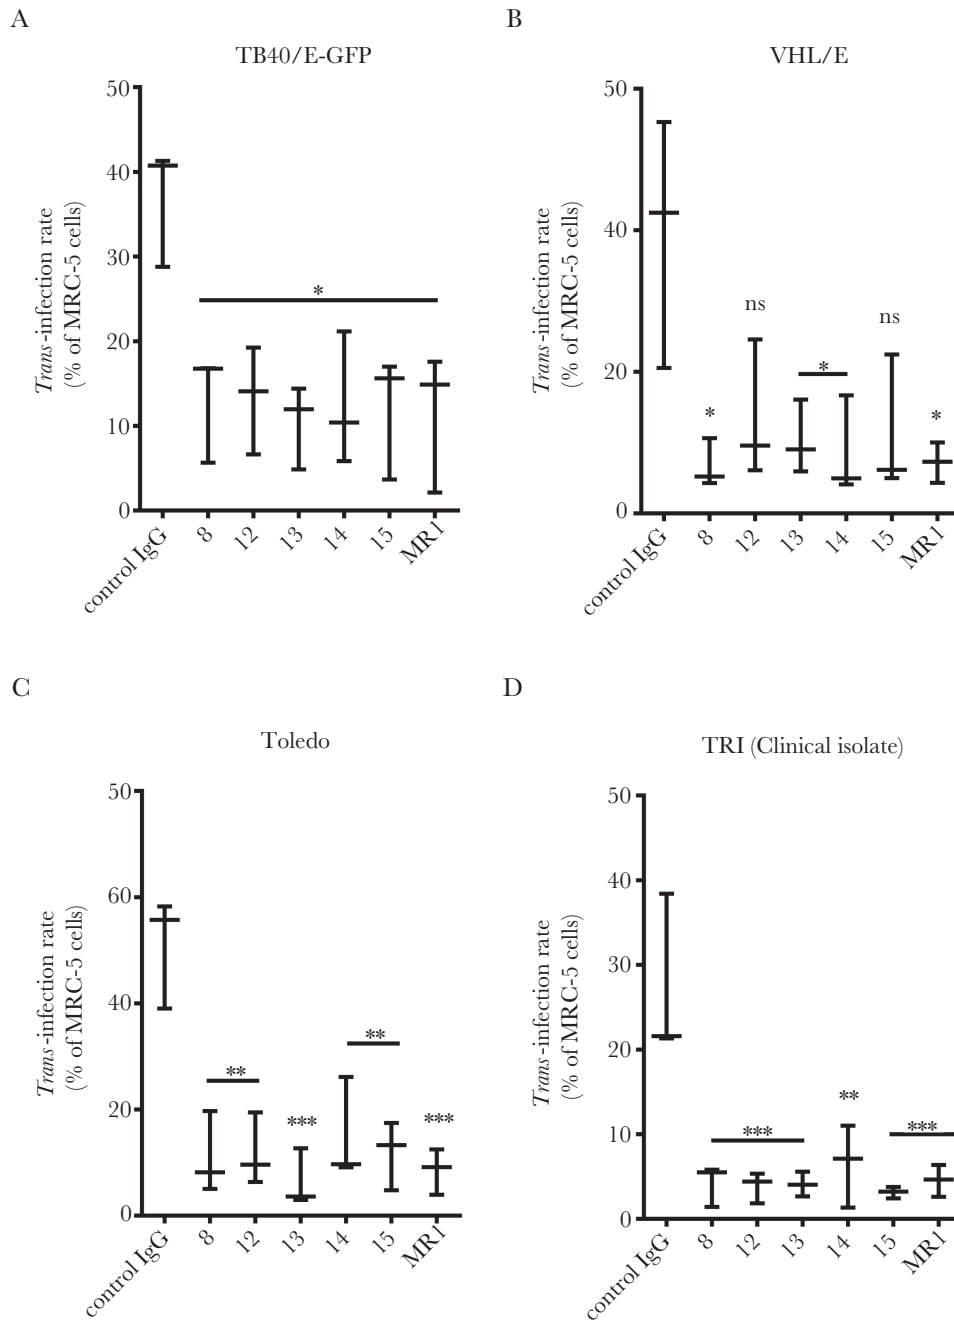 A
TB40/E-GFP
50
40
30
20
10
0
Trans-infection rate
(% of MRC-5 cells)
*
control IgG
8
12
13
14
15
MR1
B
VHL/E
50
40
20
0
Trans-infection rate
(% of MRC-5 cells)
*
ns
*
ns
*
control IgG
8
12
13
14
15
MR1
C
Toledo
50
60
40
20
0
Trans-infection rate
(% of MRC-5 cells)
**
***
**
***
control IgG
8
12
13
14
15
MR1
D
TRI (Clinical isolate)
50
40
30
20
10
0
Trans-infection rate
(% of MRC-5 cells)
***
**
***
control IgG
8
12
13
14
15
MR1